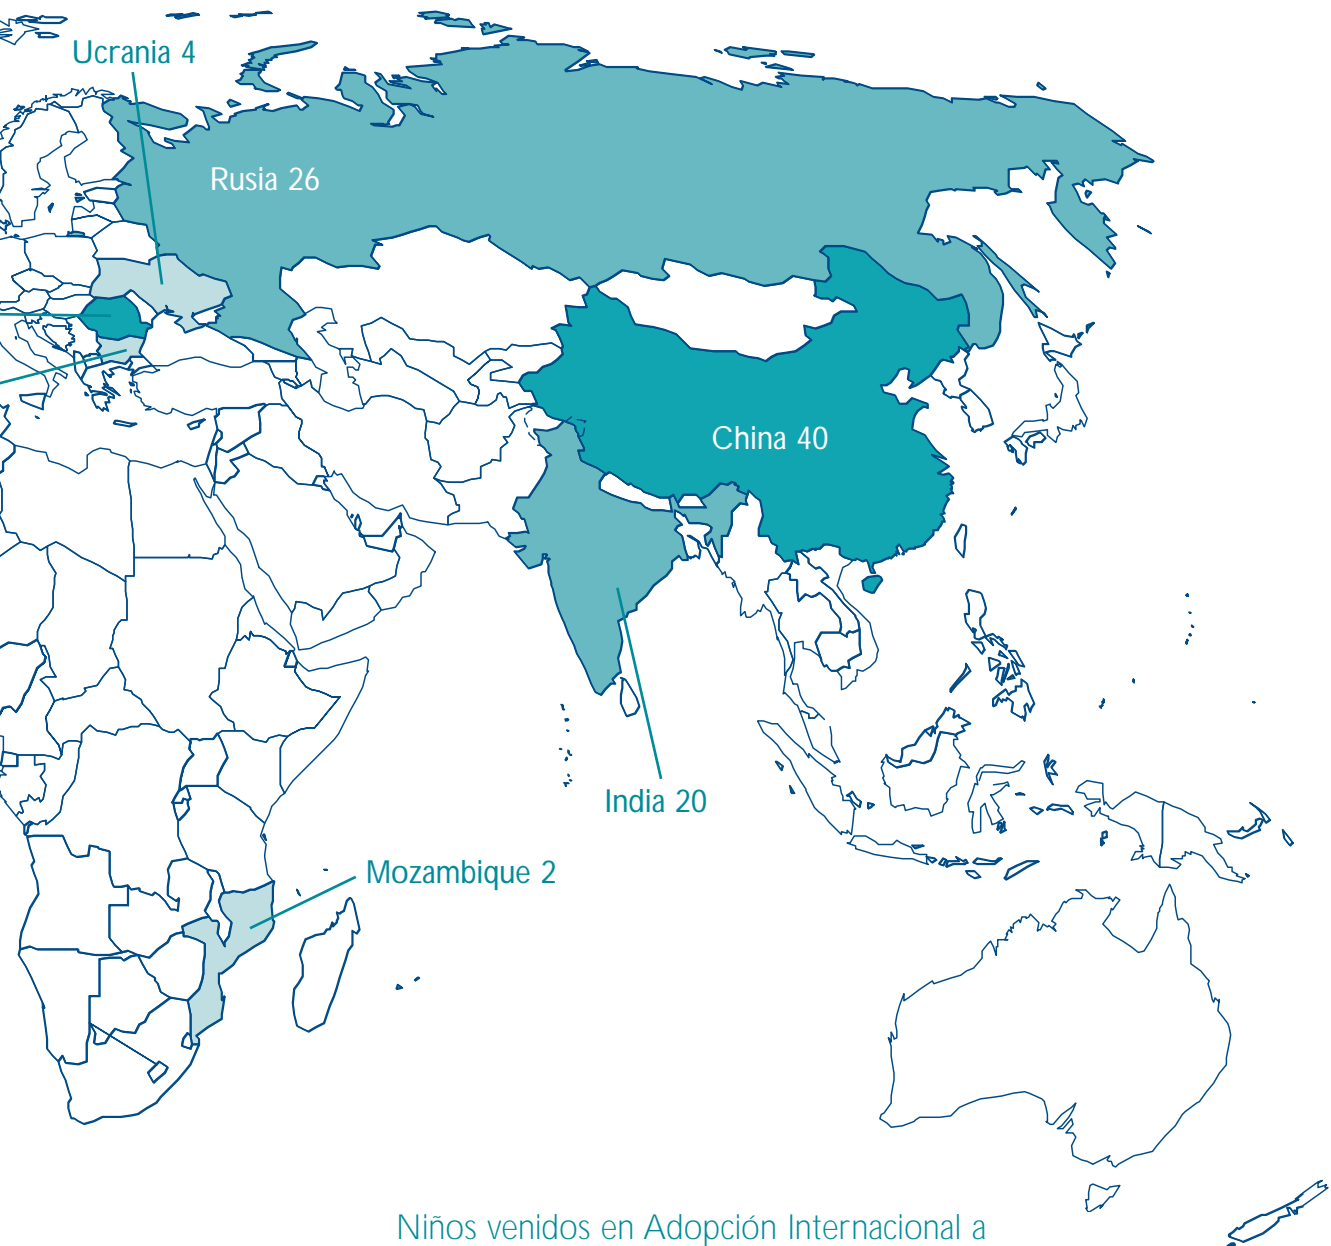 Ucrania 4
Rusia 26
China 40
India 20
Mozambique 2
Niños venidos en Adopción Internacional a